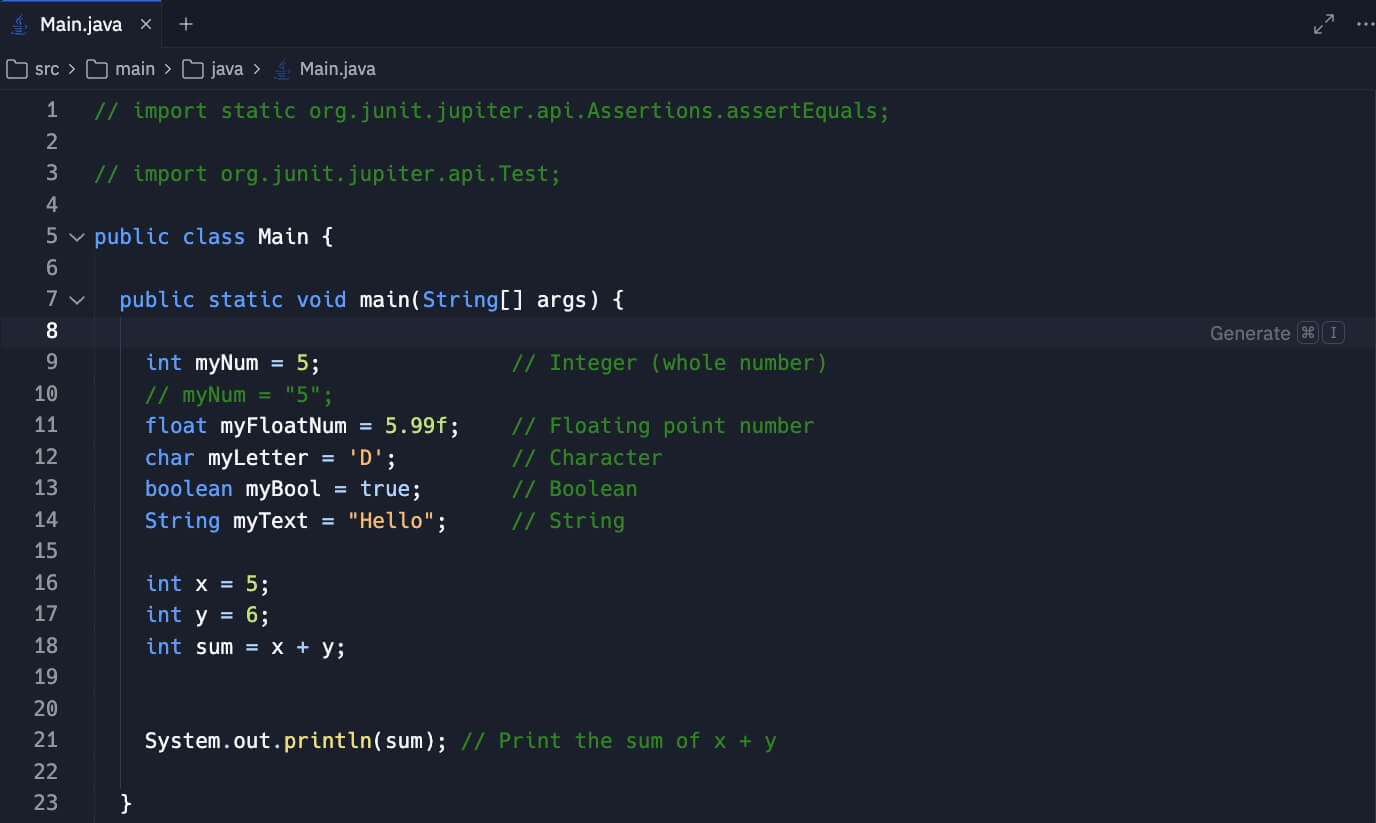 Main.java × +
src > main > java > Main.java
1 // import static org.junit.jupiter.api.Assertions.assertEquals;
2
3 // import org.junit.jupiter.api.Test;
4
5 public class Main {
6
7 public static void main(String[] args) {
8 Generate ⌘ I
9 int myNum = 5; // Integer (whole number)
10 // myNum = "5";
11 float myFloatNum = 5.99f; // Floating point number
12 char myLetter = 'D'; // Character
13 boolean myBool = true; // Boolean
14 String myText = "Hello"; // String
15
16 int x = 5;
17 int y = 6;
18 int sum = x + y;
19
20
21 System.out.println(sum); // Print the sum of x + y
22
23 }